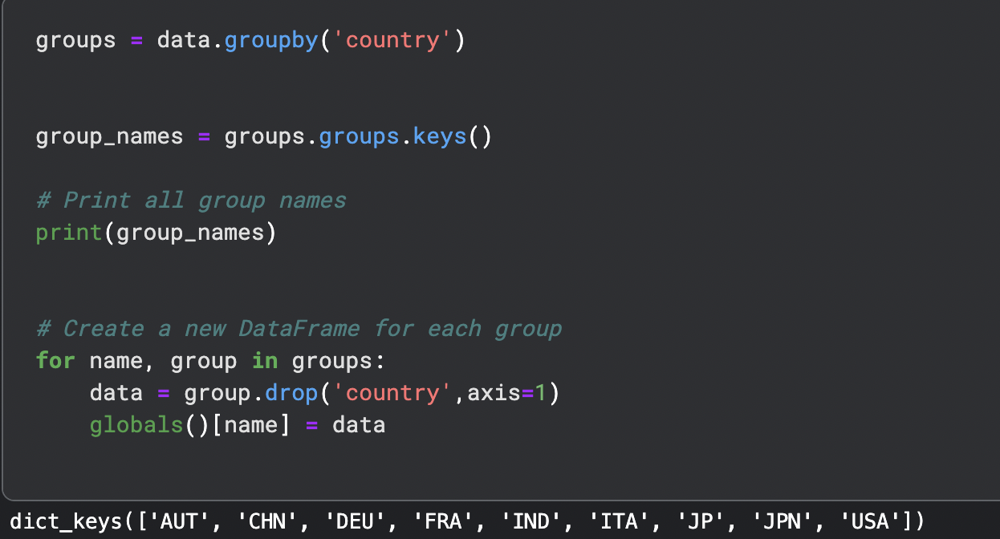 groups = data.groupby('country')
group_names = groups.groups.keys()
# Print all group names
print(group_names)
# Create a new DataFrame for each group
for name, group in groups:
    data = group.drop('country',axis=1)
    globals()[name] = data
dict_keys(['AUT', 'CHN', 'DEU', 'FRA', 'IND', 'ITA', 'JP', 'JPN', 'USA'])